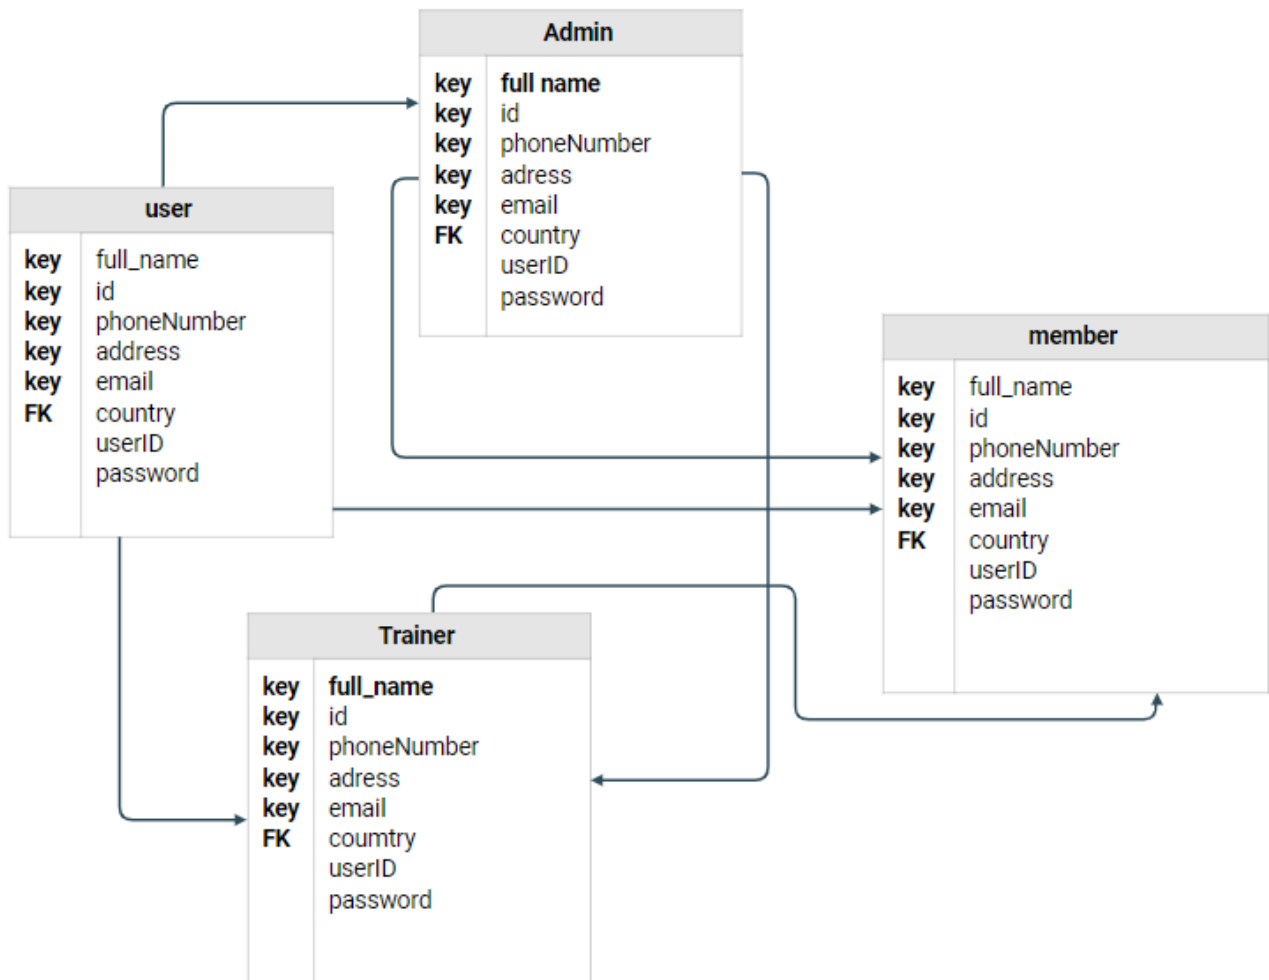 Admin
key full name
key id
key phoneNumber
key adress
key email
FK country
userID
password
user
key full_name
key id
key phoneNumber
key address
key email
FK country
userID
password
member
key full_name
key id
key phoneNumber
key address
key email
FK country
userID
password
Trainer
key full_name
key id
key phoneNumber
key adress
key email
FK coumtry
userID
password